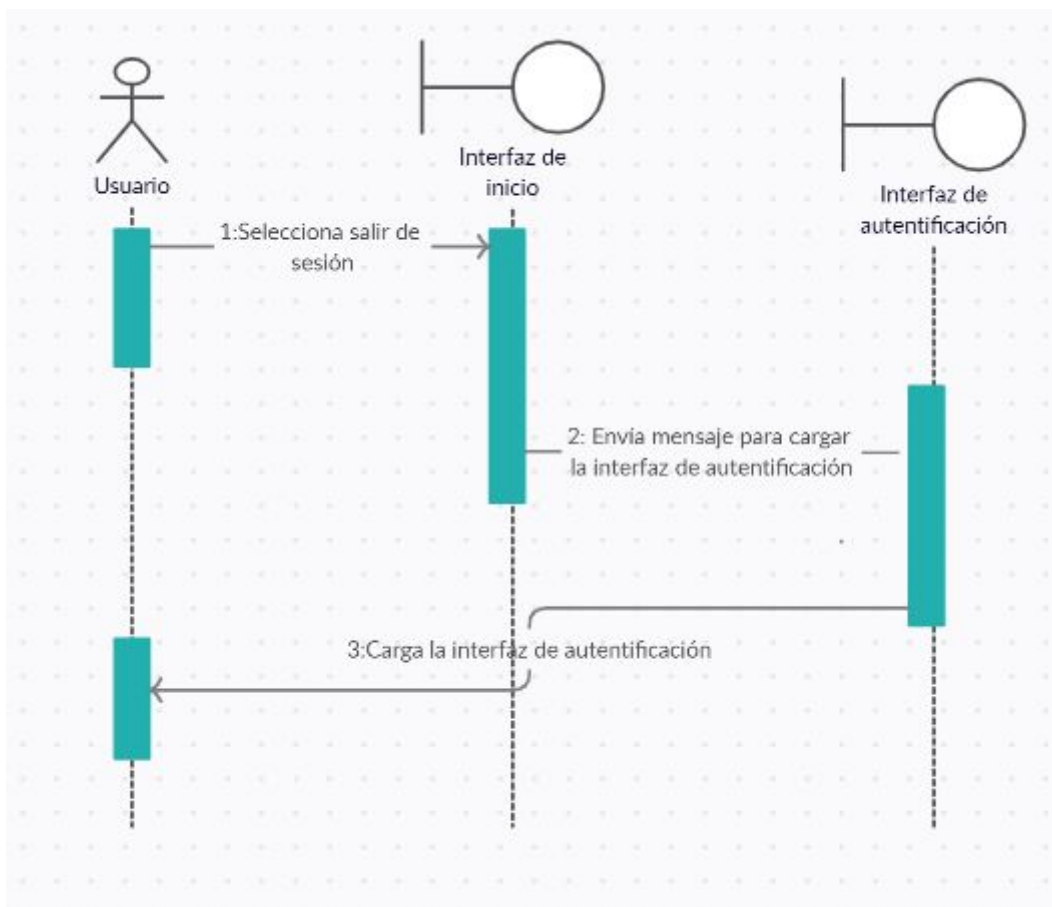 Usuario
Interfaz de
inicio
Interfaz de
autentificación
1:Selecciona salir de
sesión
2: Envía mensaje para cargar
la interfaz de autentificación
3:Carga la interfaz de autentificación